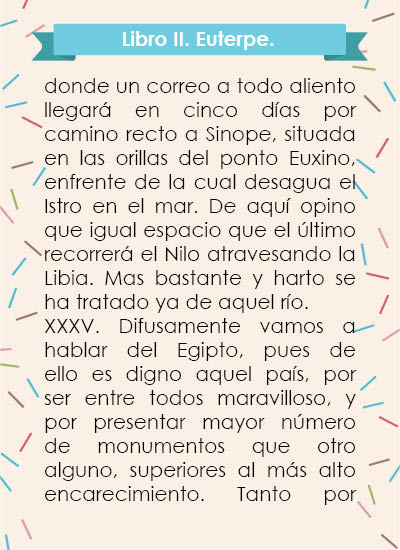 Libro II. Euterpe.
donde un correo a todo aliento
llegará en cinco días por
camino recto a Sinope, situada
en las orillas del ponto Euxino,
enfrente de la cual desagua el
Istro en el mar. De aquí opino
que igual espacio que el último
recorrerá el Nilo atravesando la
Libia. Mas bastante y harto se
ha tratado ya de aquel río.
XXXV. Difusamente vamos a
hablar del Egipto, pues de
ello es digno aquel país, por
ser entre todos maravilloso, y
por presentar mayor número
de monumentos que otro
alguno, superiores al más alto
encarecimiento. Tanto por